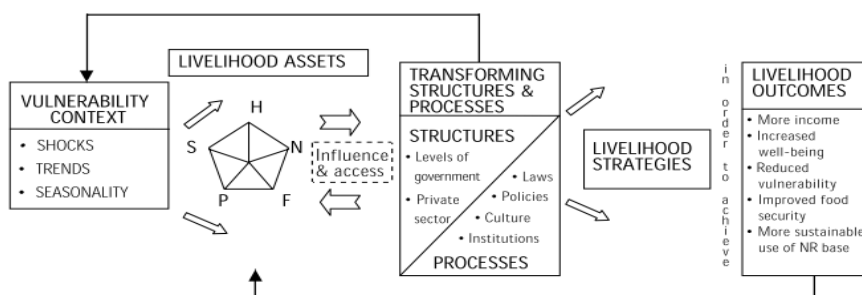 LIVELIHOOD ASSETS
VULNERABILITY
CONTEXT
• SHOCKS
• TRENDS
• SEASONALITY
H
S
N
P
F
Influence
& access
TRANSFORMING
STRUCTURES &
PROCESSES
STRUCTURES
• Levels of
government
• Private
sector
• Laws
• Policies
• Culture
• Institutions
PROCESSES
LIVELIHOOD
STRATEGIES
in order to achieve
LIVELIHOOD
OUTCOMES
• More income
• Increased
well-being
• Reduced
vulnerability
• Improved food
security
• More sustainable
use of NR base